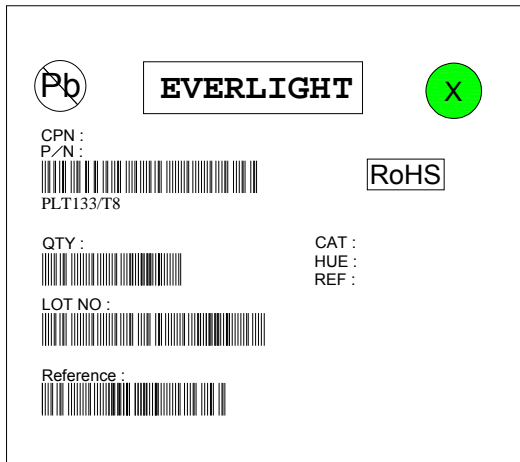 Pb
EVERLIGHT
X
CPN :
P/N :
RoHS
PLT133/T8
QTY :
CAT :
HUE :
REF :
LOT NO :
Reference :